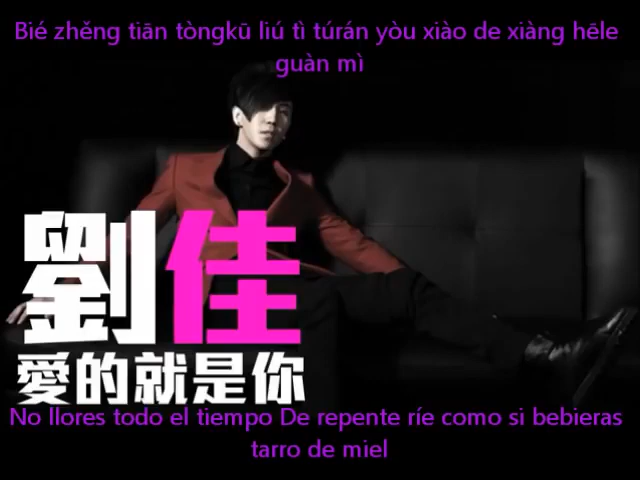 Bié zhěng tiān tòngkū liú tì túrán yòu xiào de xiàng hēle
guàn mì
劉佳
愛的就是你
No llores todo el tiempo De repente ríe como si bebieras
tarro de miel